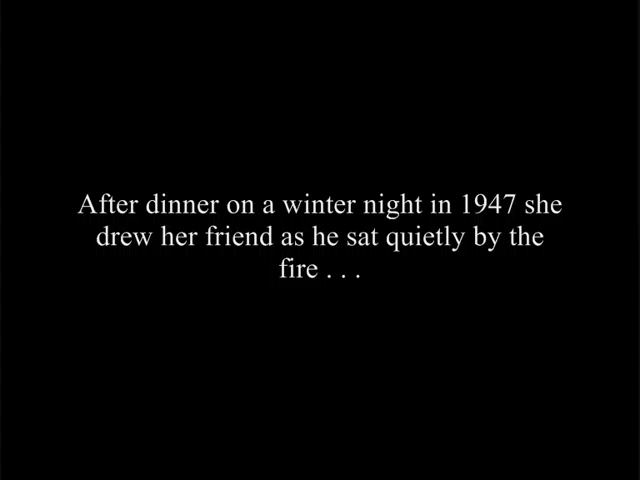 After dinner on a winter night in 1947 she
drew her friend as he sat quietly by the
fire . . .